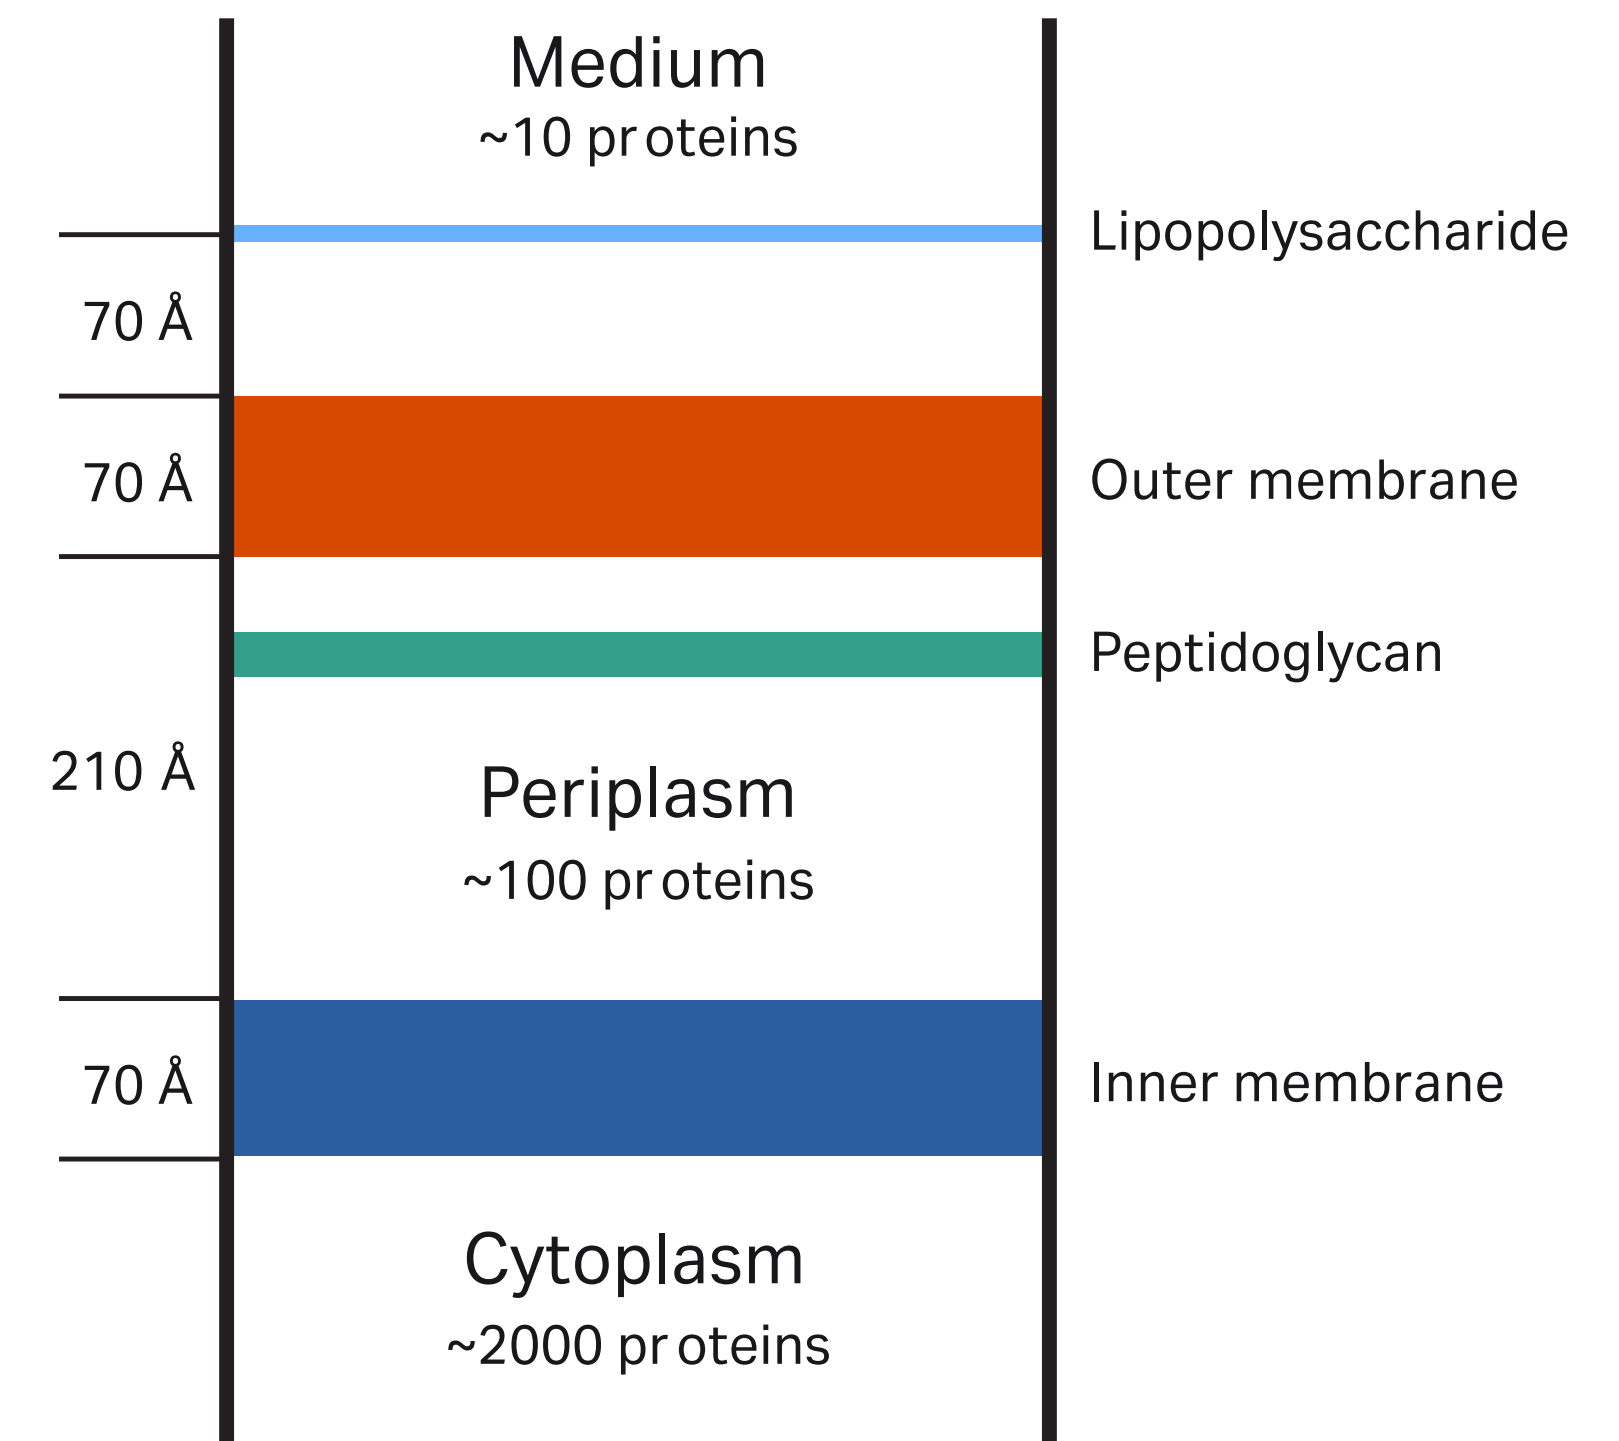 Medium
~10 proteins
Lipopolysaccharide
70 Å
70 Å
Outer membrane
Peptidoglycan
210 Å
Periplasm
~100 proteins
70 Å
Inner membrane
Cytoplasm
~2000 proteins